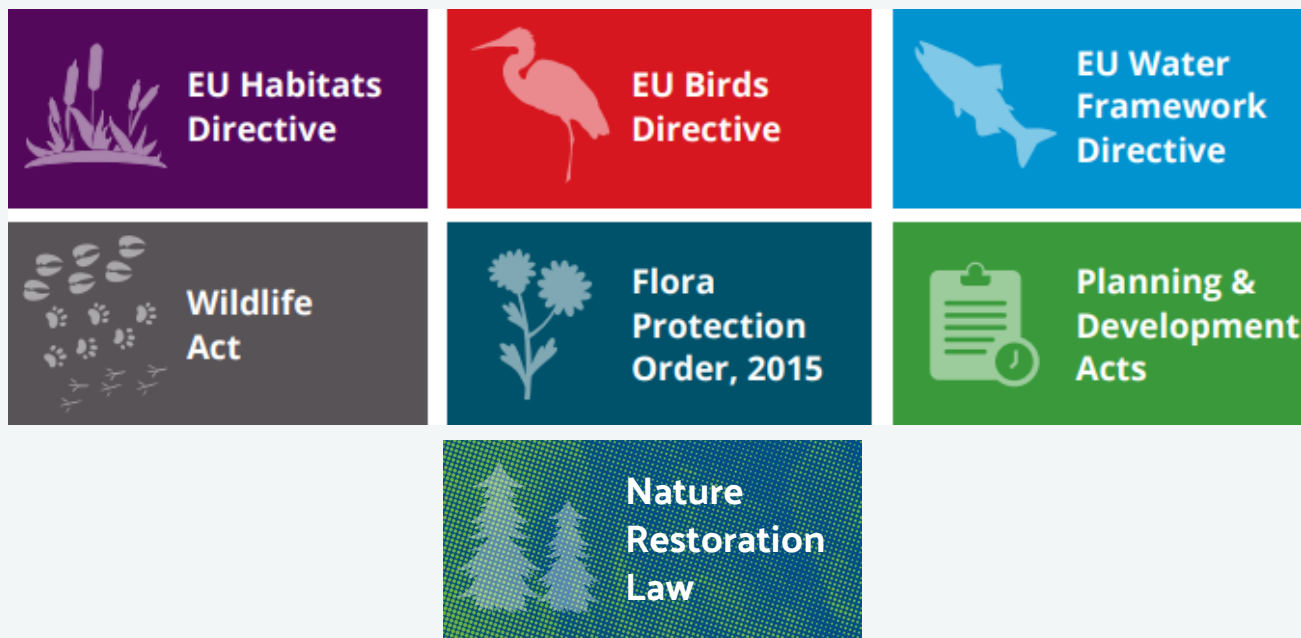 EU Habitats
Directive
EU Birds
Directive
EU Water
Framework
Directive
Wildlife
Act
Flora
Protection
Order, 2015
Planning &
Development
Acts
Nature
Restoration
Law